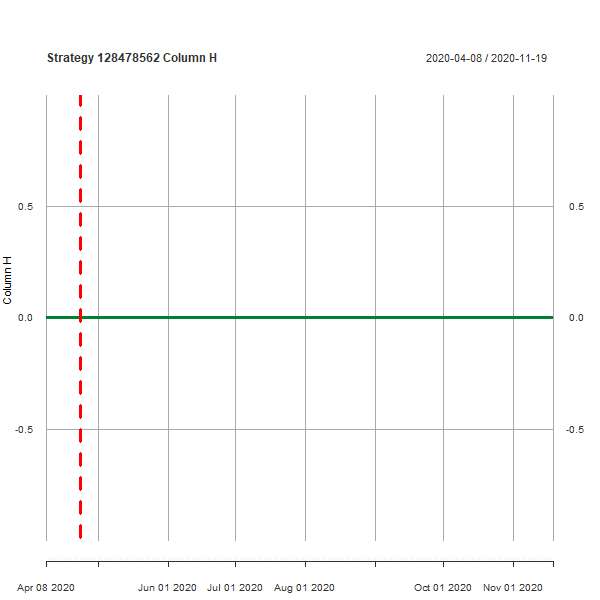 Strategy 128478562 Column H
2020-04-08 / 2020-11-19
0.5
0.5
Column H
0.0
0.0
-0.5
-0.5
Apr 08 2020
Jun 01 2020
Jul 01 2020
Aug 01 2020
Oct 01 2020
Nov 01 2020